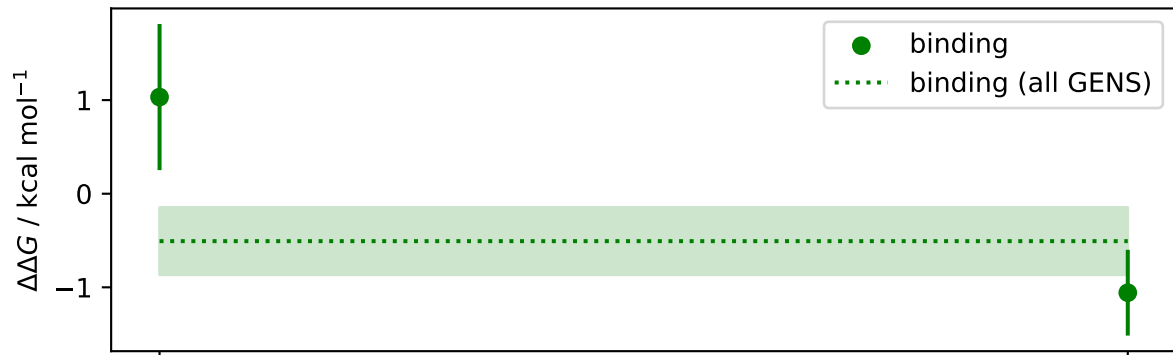 ΔΔG / kcal mol⁻¹
1
0
−1
binding
binding (all GENS)